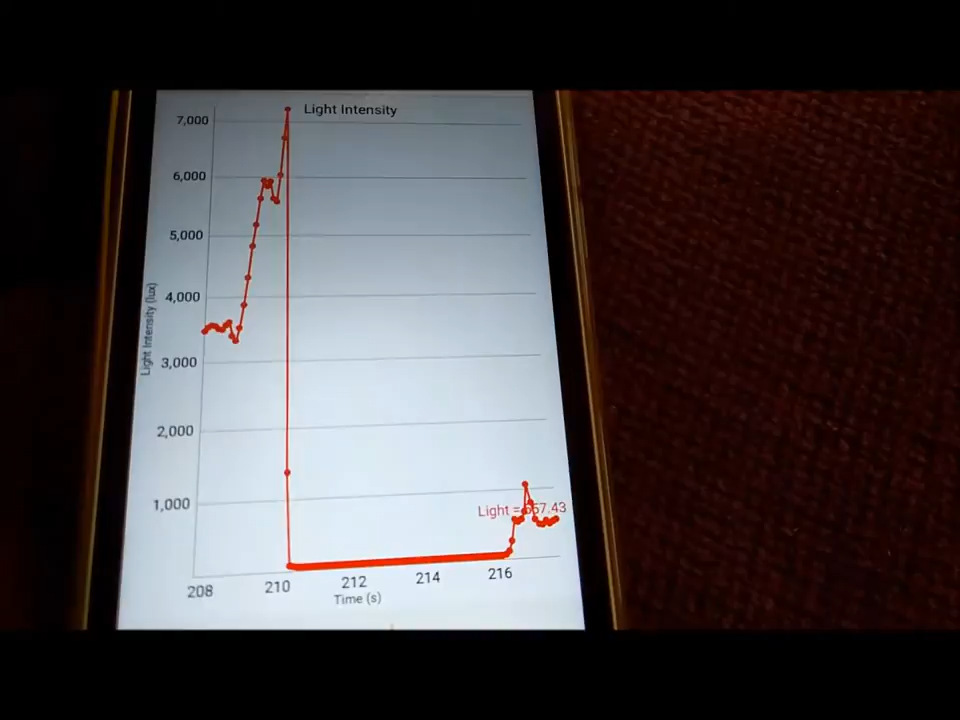 Light Intensity
7,000
6,000
5,000
4,000
3,000
2,000
1,000
Light Intensity (lux)
Light =
208 210 212 214 216
Time (s)